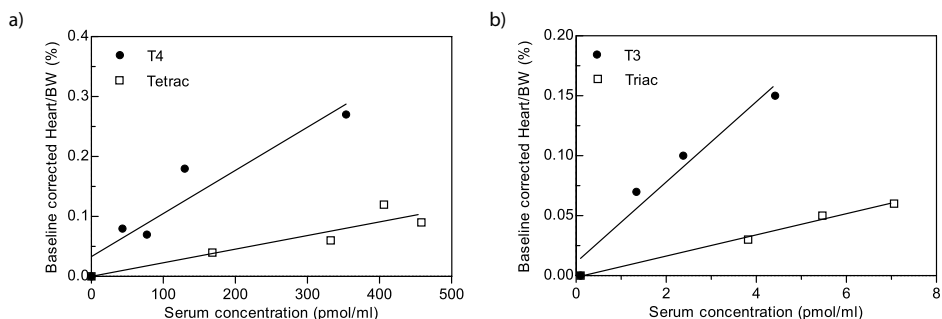 a)
Baseline corrected Heart/BW (%)
0.4
0.3
0.2
0.1
0.0
T4
Tetrac
0 100 200 300 400 500
Serum concentration (pmol/ml)
b)
Baseline corrected Heart/BW (%)
0.20
0.15
0.10
0.05
0.00
T3
Triac
0 2 4 6 8
Serum concentration (pmol/ml)